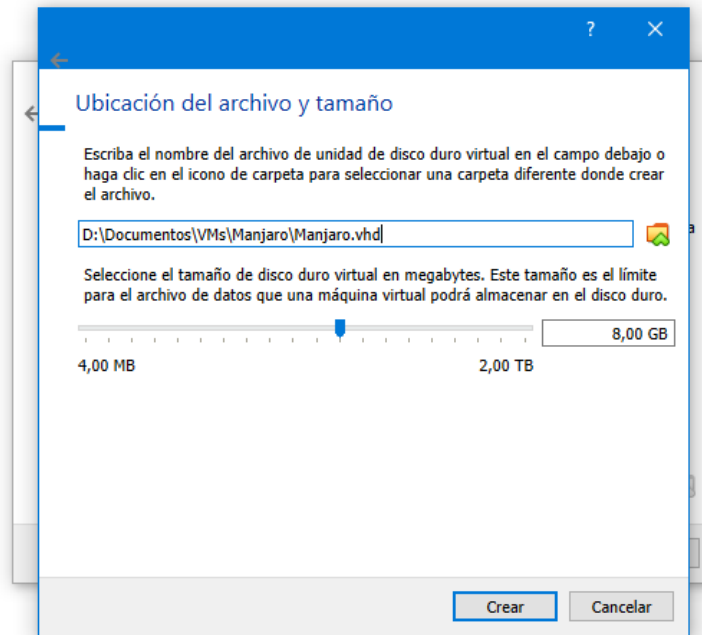 ?
Ubicación del archivo y tamaño
Escriba el nombre del archivo de unidad de disco duro virtual en el campo debajo o
haga clic en el icono de carpeta para seleccionar una carpeta diferente donde crear
el archivo.
D:\Documentos\VMs\Manjaro\Manjaro.vhd
a
Seleccione el tamaño de disco duro virtual en megabytes. Este tamaño es el límite
para el archivo de datos que una máquina virtual podrá almacenar en el disco duro.
8,00 GB
4,00 MB 2,00 TB
Crear Cancelar